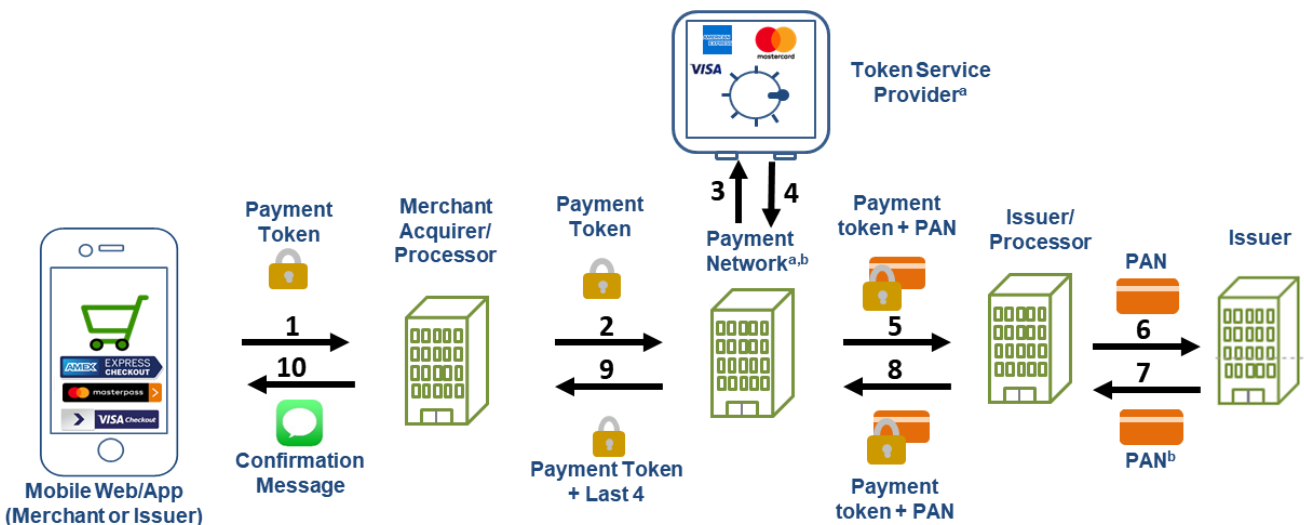 AMERICAN
EXPRESS
mastercard
VISA
Token Service
Provider^a
3
4
Payment
Token
Merchant
Acquirer/
Processor
Payment
Token
Payment
Network^a,b
Payment
token + PAN
Issuer/
Processor
PAN
Issuer
1
2
5
6
10
9
8
7
AMEX EXPRESS
CHECKOUT
masterpass
VISA Checkout
Confirmation
Message
Payment Token
+ Last 4
Payment
token + PAN
PAN^b
Mobile Web/App
(Merchant or Issuer)